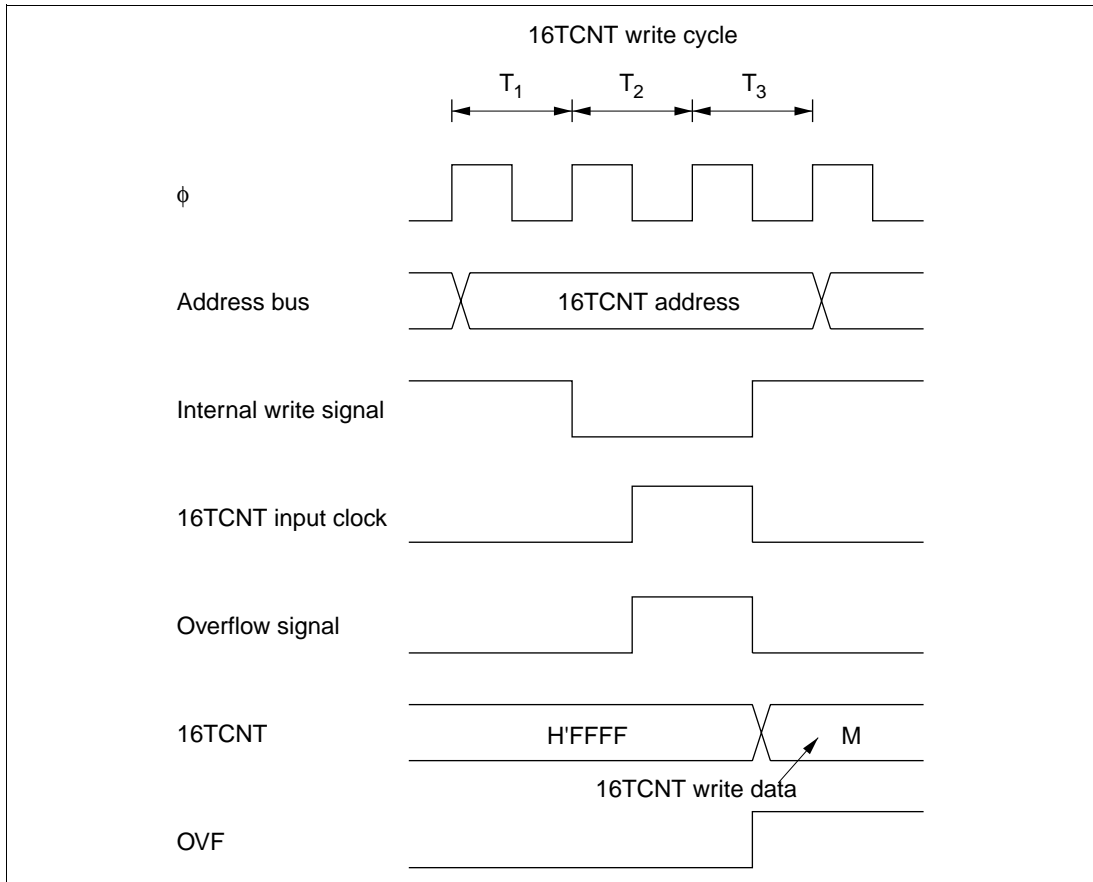 16TCNT write cycle
T1 T2 T3
φ
Address bus
16TCNT address
Internal write signal
16TCNT input clock
Overflow signal
16TCNT
H'FFFF
M
16TCNT write data
OVF